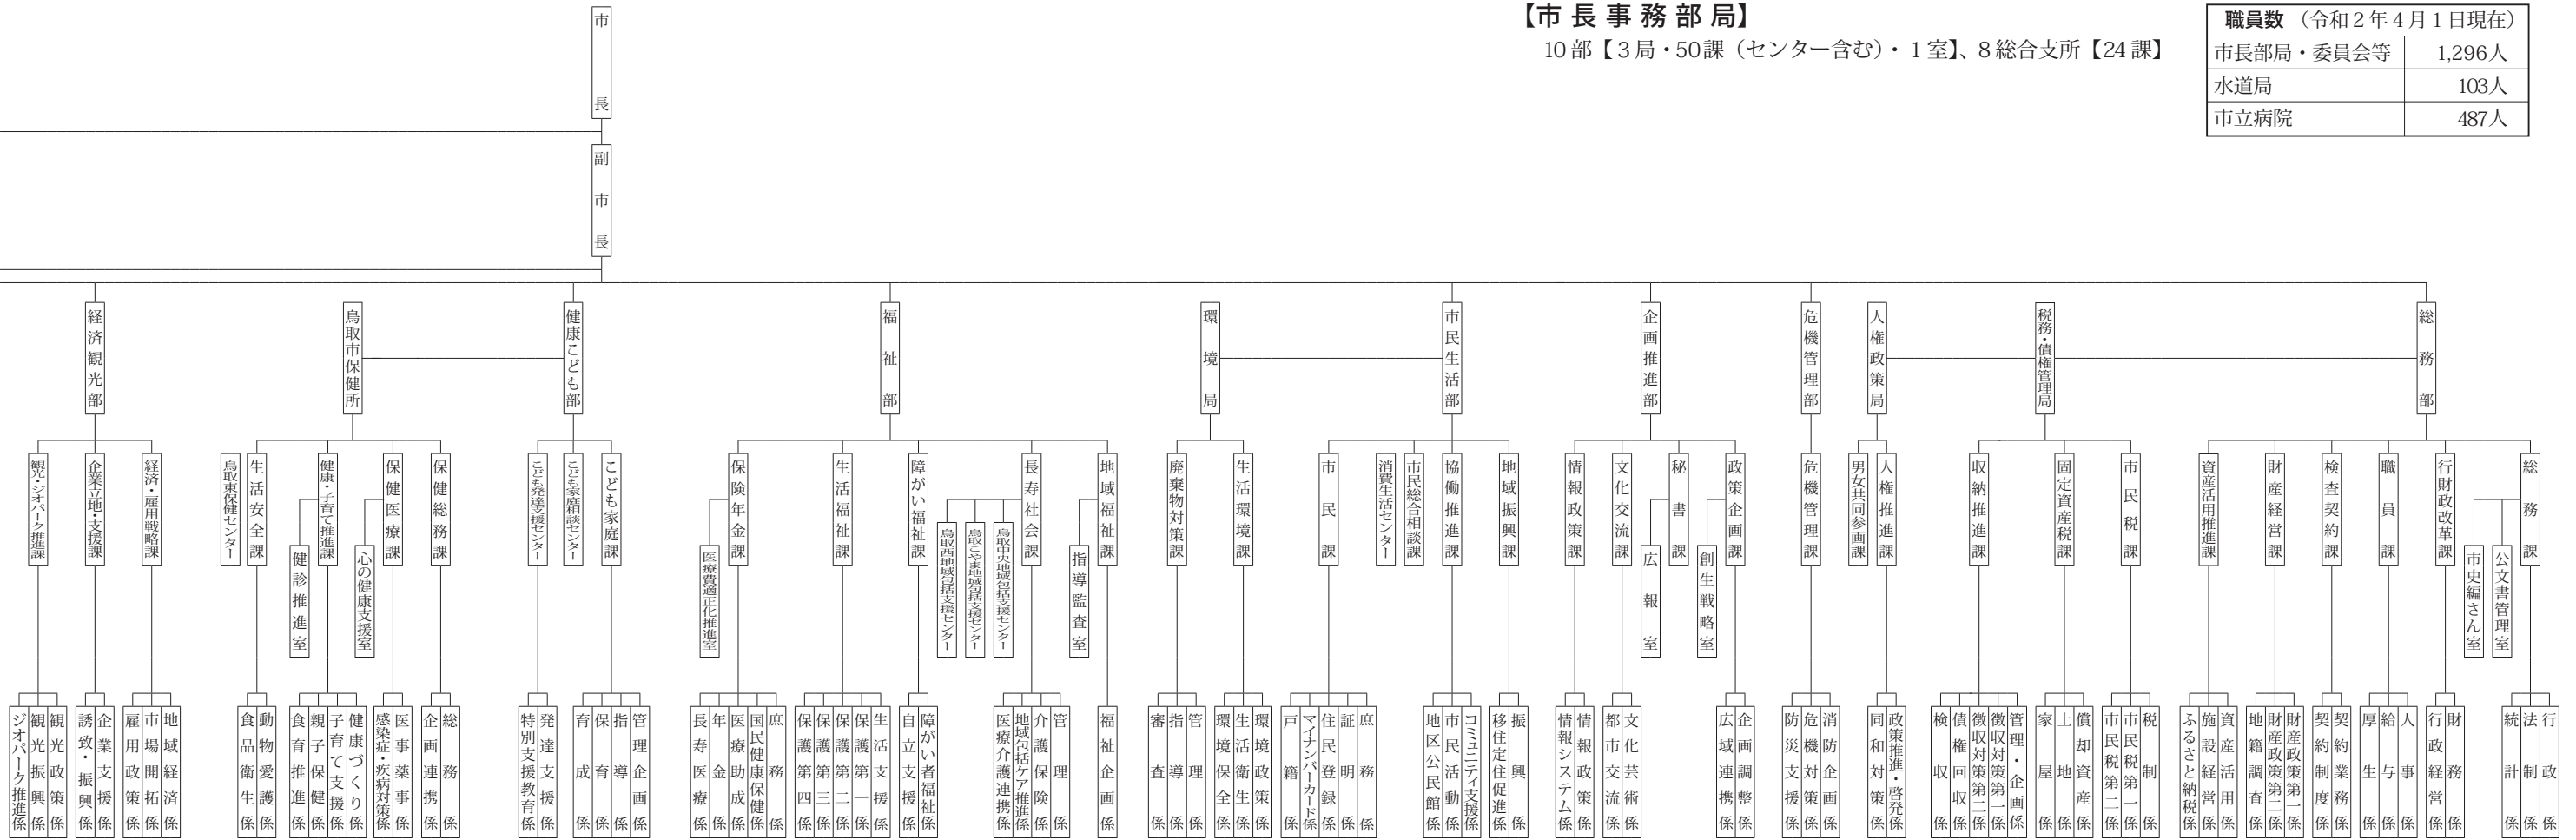 【市長事務部局】
10部【3局・50課（センター含む）・1室】、8総合支所【24課】
職員数（令和2年4月1日現在）
市長部局・委員会等 1,296人
水道局 103人
市立病院 487人
市長
副市長
総務部
税務・債権管理局
人権政策局
危機管理部
企画推進部
市民生活部
環境局
福祉部
健康こども部
鳥取市保健所
経済観光部
総務課
公文書管理室
市史編さん室
行財政改革課
職員課
検査契約課
財産経営課
資産活用推進課
市民税課
固定資産税課
収納推進課
人権推進課
男女共同参画課
危機管理課
政策企画課
創生戦略室
秘書課
広報室
文化交流課
情報政策課
地域振興課
協働推進課
市民総合相談課
消費生活センター
市民課
生活環境課
廃棄物対策課
地域福祉課
指導監査室
長寿社会課
鳥取中央地域包括支援センター
鳥取こやま地域包括支援センター
鳥取西地域包括支援センター
障がい福祉課
生活福祉課
保険年金課
医療費適正化推進室
こども家庭課
こども家庭相談センター
こども発達支援センター
保健総務課
保健医療課
心の健康支援室
健康・子育て推進課
健診推進室
生活安全課
鳥取東保健センター
経済・雇用戦略課
企業立地・支援課
観光・ジオパーク推進課
行政係
法制係
統計係
財務係
行政経営係
人事係
給与係
厚生係
契約業務係
契約制度係
財産政策第一係
財産政策第二係
地籍調査係
資産活用係
施設経営係
ふるさと納税係
税制係
市民税第一係
市民税第二係
償却資産係
土地係
家屋係
管理・企画係
徴収対策第一係
徴収対策第二係
債権回収係
検収係
政策推進・啓発係
同和対策係
消防企画係
危機対策係
防災支援係
企画調整係
広域連携係
文化芸術係
都市交流係
情報政策係
情報システム係
振興係
移住定住促進係
コミュニティ支援係
市民活動係
地区公民館係
庶務係
証明係
住民登録係
マイナンバーカード係
戸籍係
環境政策係
生活衛生係
環境保全係
管理係
指導係
審査係
福祉企画係
管理係
介護保険係
地域包括ケア推進係
医療介護連携係
障がい者福祉係
自立支援係
生活支援係
保護第一係
保護第二係
保護第三係
保護第四係
庶務係
国民健康保健係
医療助成係
年金係
長寿医療係
管理企画係
指導係
保育係
育成係
発達支援係
特別支援教育係
総務係
企画連携係
医事薬事係
感染症・疾病対策係
健康づくり係
子育て支援係
親子保健係
食育推進係
動物愛護係
食品衛生係
地域経済係
市場開拓係
雇用政策係
企業支援係
誘致・振興係
観光政策係
観光振興係
ジオパーク推進係